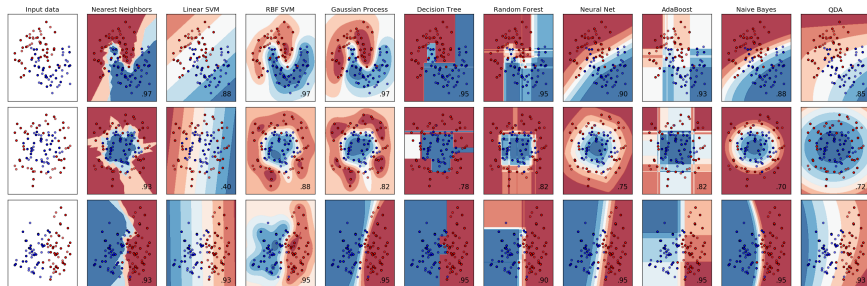 Input data Nearest Neighbors Linear SVM RBF SVM Gaussian Process Decision Tree Random Forest Neural Net AdaBoost Naive Bayes QDA
.97 .88 .97 .97 .95 .95 .90 .93 .88 .85
.93 .40 .88 .82 .78 .82 .75 .82 .70 .72
.93 .93 .95 .95 .95 .90 .95 .95 .95 .93